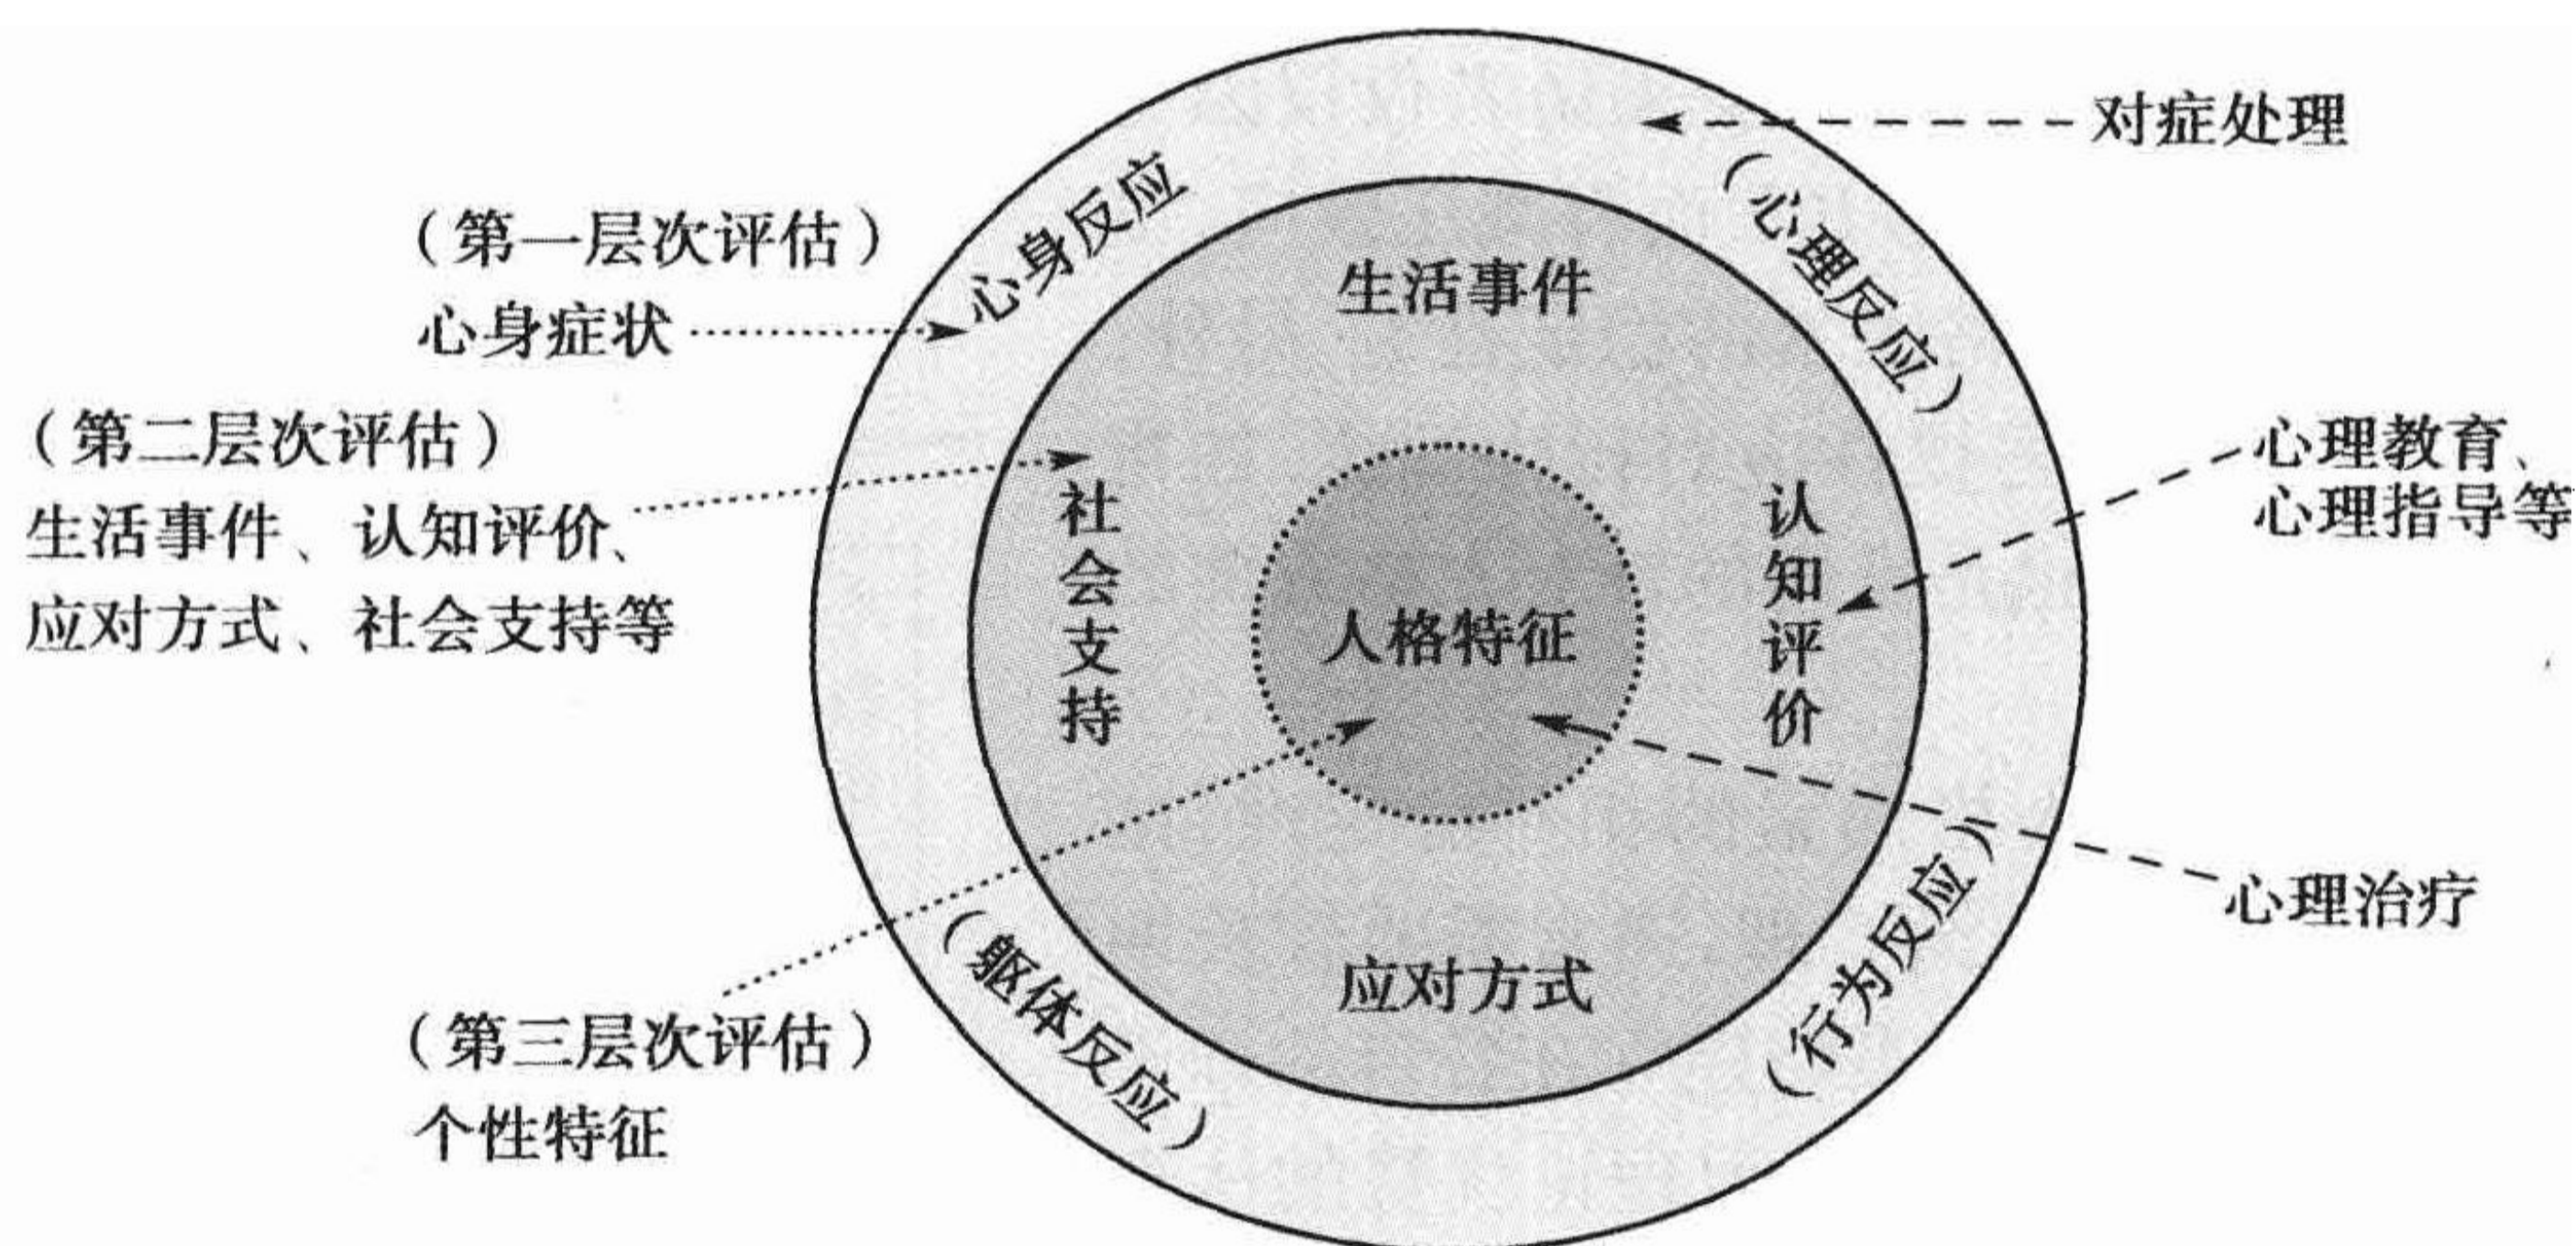 对症处理
（第一层次评估）
心身症状
心身反应
（心理反应）
生活事件
（第二层次评估）
生活事件、认知评价、
应对方式、社会支持等
社会支持
人格特征
认知评价
心理教育、
心理指导等
心理治疗
应对方式
（躯体反应）
（行为反应）
（第三层次评估）
个性特征